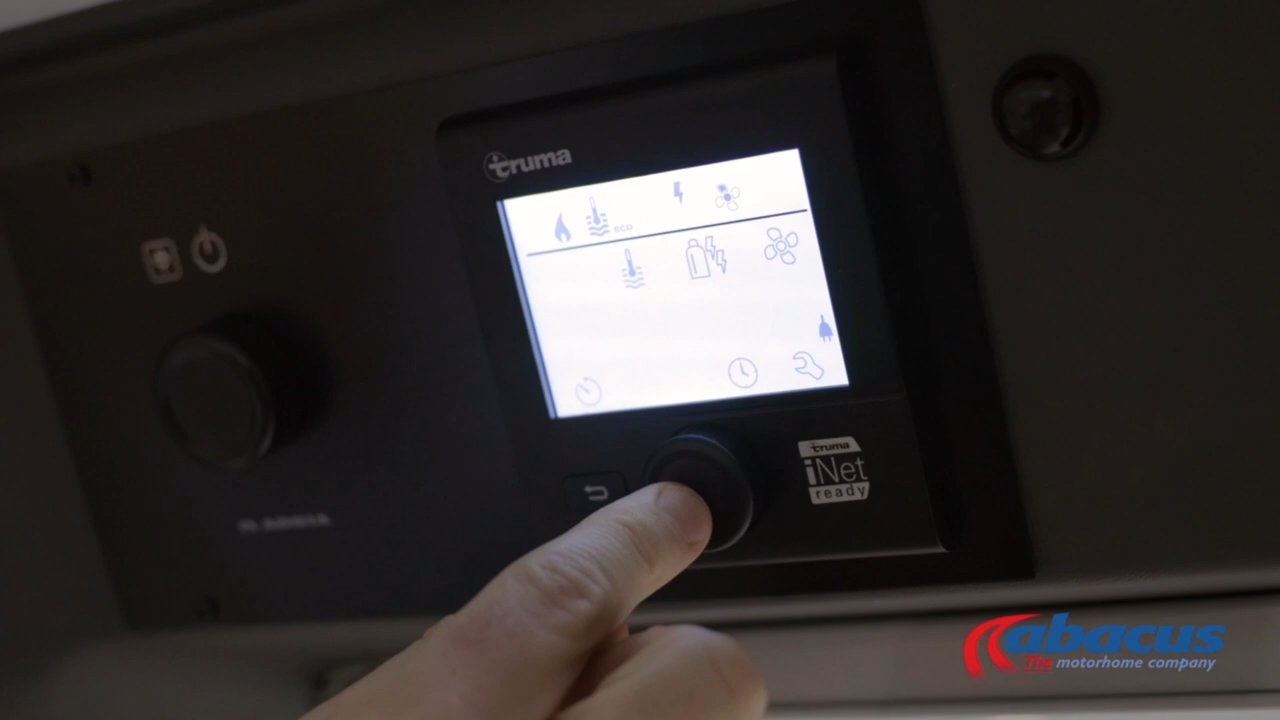 truma
eco
truma
iNet
ready
abacus
The motorhome company